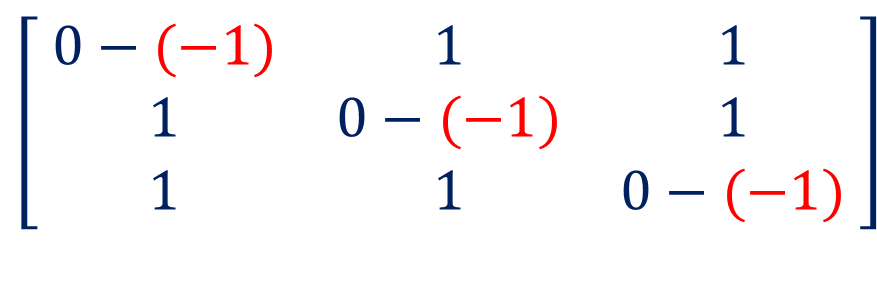 0 − (−1) 1 1
1 0 − (−1) 1
1 1 0 − (−1)